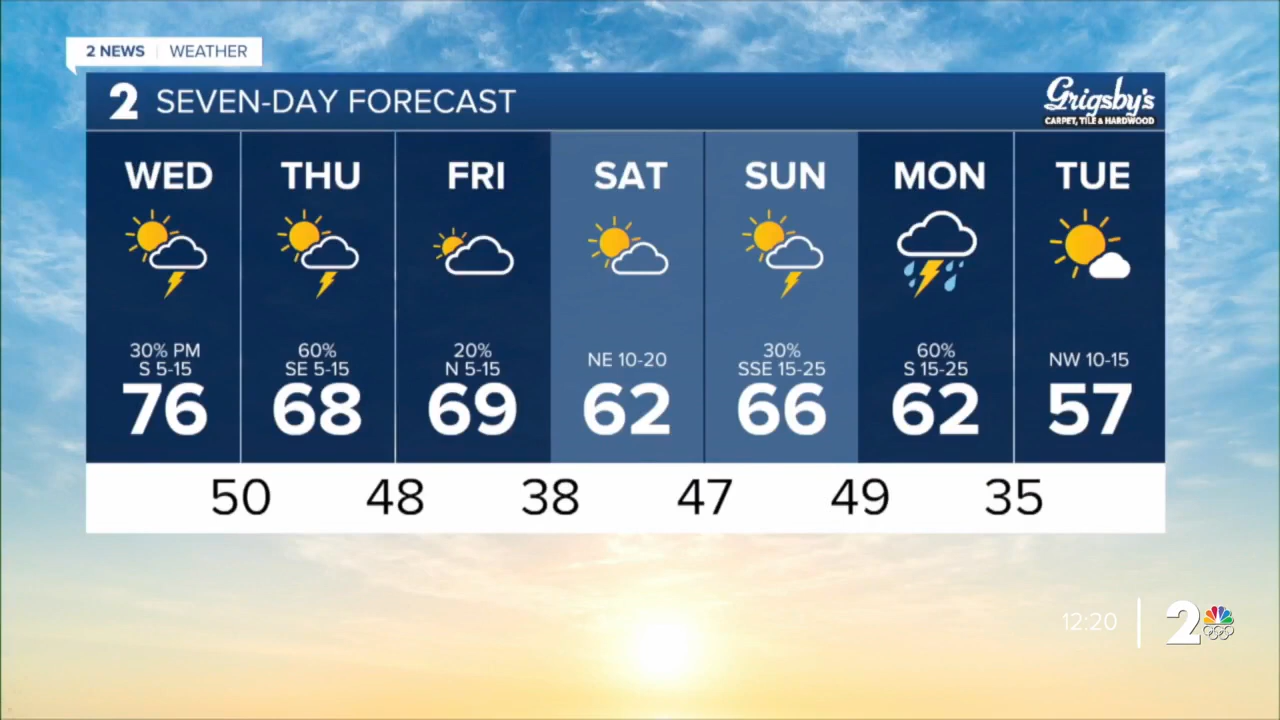 2 NEWS | WEATHER
2 SEVEN-DAY FORECAST
Grigsby's
CARPET, TILE & HARDWOOD
WED THU FRI SAT SUN MON TUE
30% PM 60% 20% 30% 60%
S 5-15 SE 5-15 N 5-15 NE 10-20 SSE 15-25 S 15-25 NW 10-15
76 68 69 62 66 62 57
50 48 38 47 49 35
12:20 2